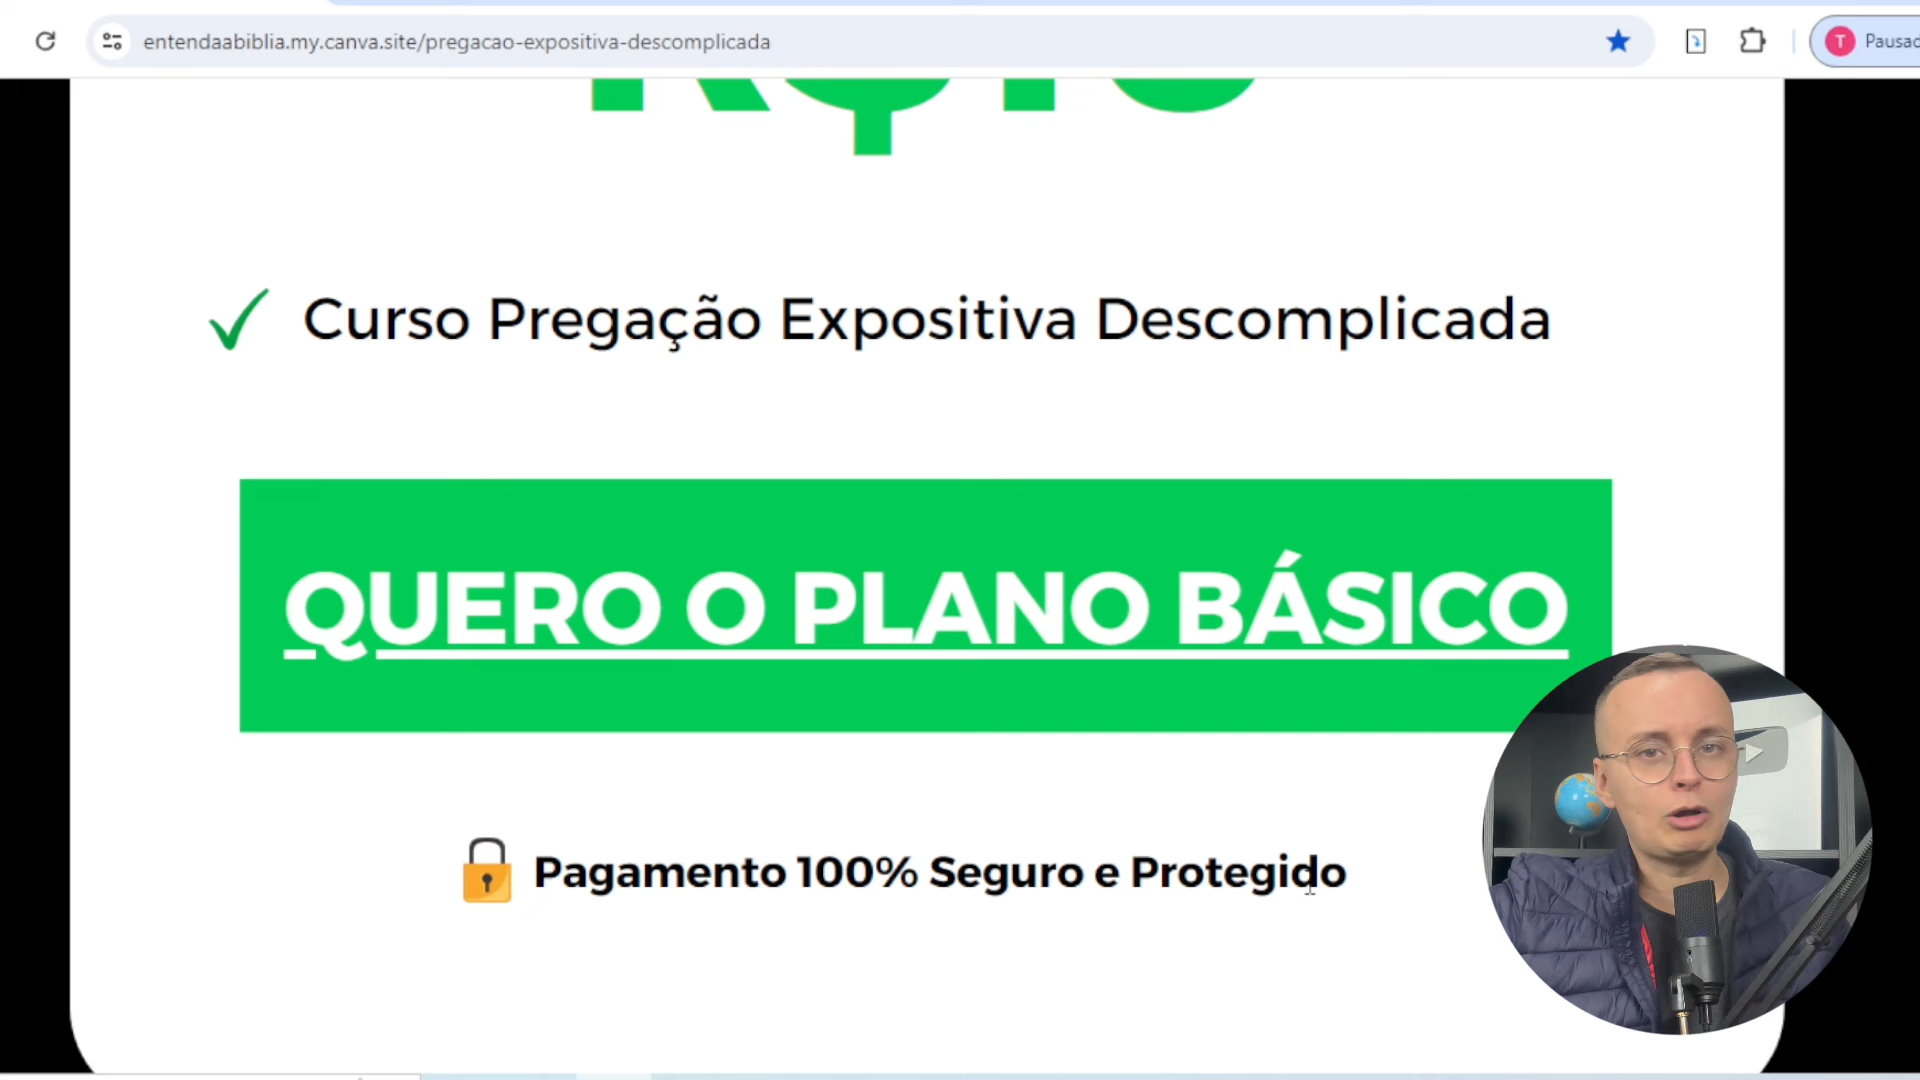 entendaabiblia.my.canva.site/pregacao-expositiva-descomplicada
T
Curso Pregação Expositiva Descomplicada
QUERO O PLANO BÁSICO
Pagamento 100% Seguro e Protegido